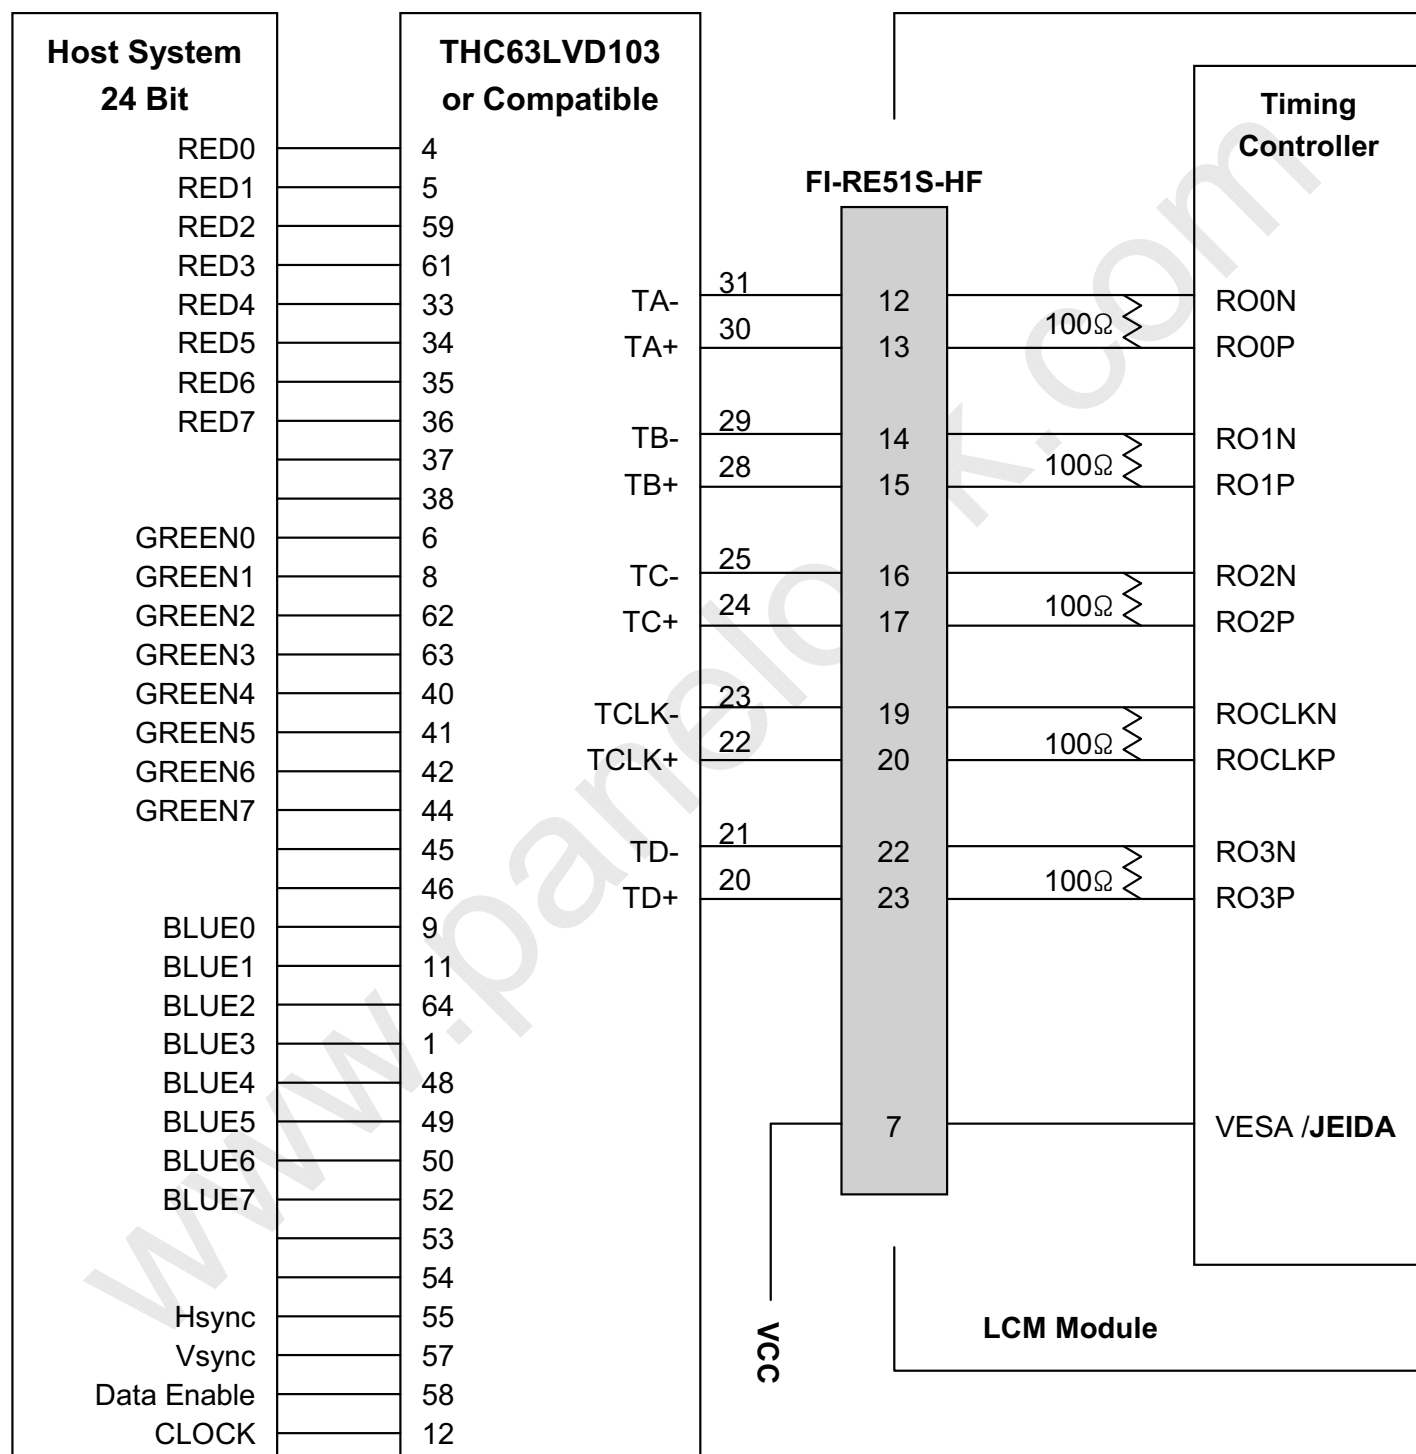 Host System
24 Bit
RED0
RED1
RED2
RED3
RED4
RED5
RED6
RED7
GREEN0
GREEN1
GREEN2
GREEN3
GREEN4
GREEN5
GREEN6
GREEN7
BLUE0
BLUE1
BLUE2
BLUE3
BLUE4
BLUE5
BLUE6
BLUE7
Hsync
Vsync
Data Enable
CLOCK
THC63LVD103
or Compatible
4
5
59
61
33
34
35
36
37
38
6
8
62
63
40
41
42
44
45
46
9
11
64
1
48
49
50
52
53
54
55
57
58
12
TA-
TA+
TB-
TB+
TC-
TC+
TCLK-
TCLK+
TD-
TD+
31
30
29
28
25
24
23
22
21
20
VCC
FI-RE51S-HF
12
13
14
15
16
17
19
20
22
23
7
100Ω
100Ω
100Ω
100Ω
100Ω
Timing
Controller
RO0N
RO0P
RO1N
RO1P
RO2N
RO2P
ROCLKN
ROCLKP
RO3N
RO3P
VESA /JEIDA
LCM Module